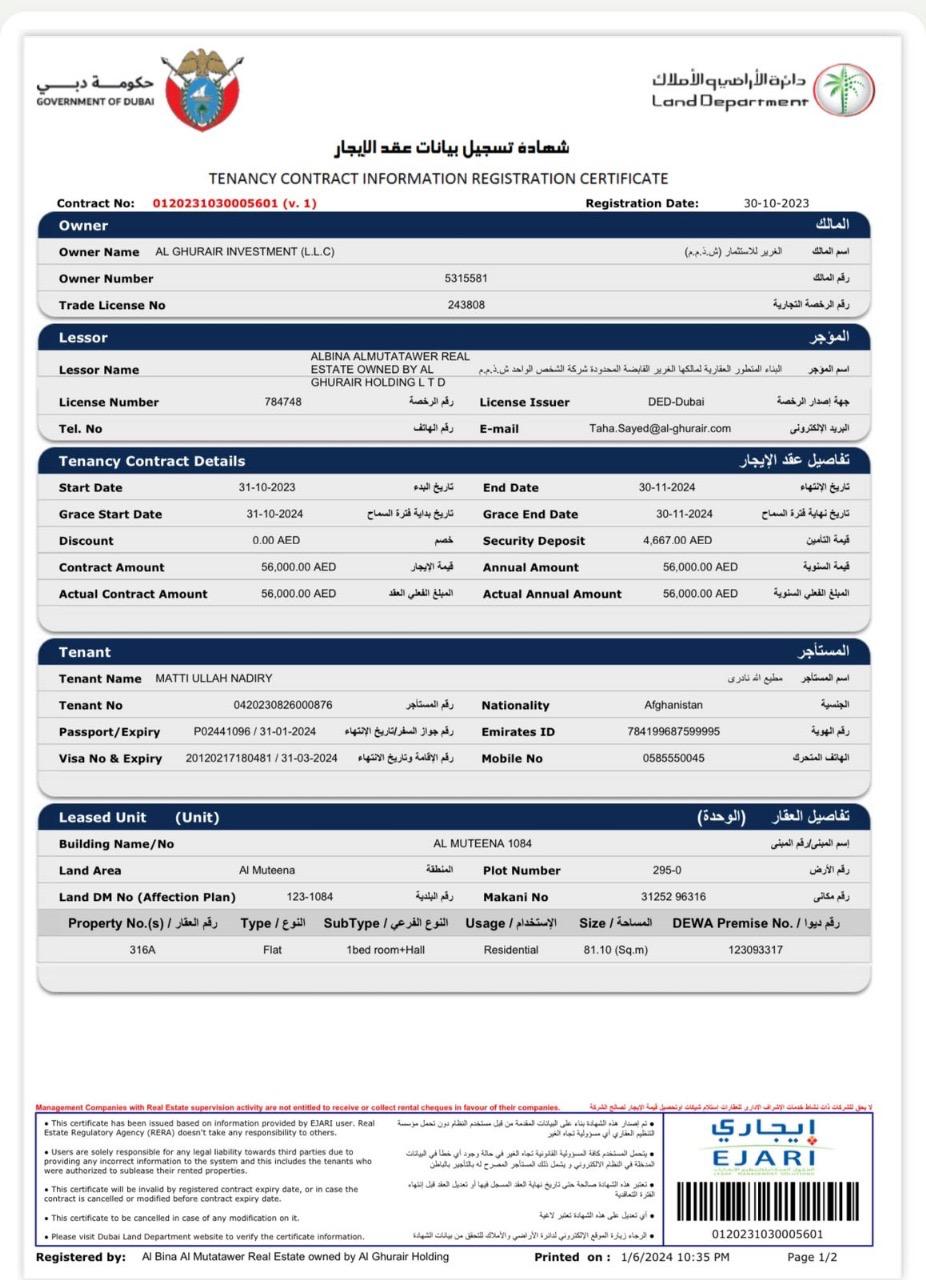 حكومة دبي
GOVERNMENT OF DUBAI
دائرة الأراضي والأملاك
Land Department
شهادة تسجيل بيانات عقد الايجار
TENANCY CONTRACT INFORMATION REGISTRATION CERTIFICATE
Contract No: 0120231030005601 (v. 1) Registration Date: 30-10-2023
Owner المالك
Owner Name AL GHURAIR INVESTMENT (L.L.C) الغرير للاستثمار (ش.ذ.م.م) اسم المالك
Owner Number 5315581 رقم المالك
Trade License No 243808 رقم الرخصة التجارية
Lessor المؤجر
Lessor Name ALBINA ALMUTATAWER REAL ESTATE OWNED BY AL GHURAIR HOLDING L T D البناء المتطور العقارية لمالكها الغرير القابضة المحدودة شركة الشخص الواحد ش.ذ.م.م اسم المؤجر
License Number 784748 رقم الرخصة License Issuer DED-Dubai جهة إصدار الرخصة
Tel. No رقم الهاتف E-mail Taha.Sayed@al-ghurair.com البريد الإلكتروني
Tenancy Contract Details تفاصيل عقد الإيجار
Start Date 31-10-2023 تاريخ البدء End Date 30-11-2024 تاريخ الإنتهاء
Grace Start Date 31-10-2024 تاريخ بداية فترة السماح Grace End Date 30-11-2024 تاريخ نهاية فترة السماح
Discount 0.00 AED خصم Security Deposit 4,667.00 AED قيمة التأمين
Contract Amount 56,000.00 AED قيمة الإيجار Annual Amount 56,000.00 AED قيمة السنوية
Actual Contract Amount 56,000.00 AED المبلغ الفعلي العقد Actual Annual Amount 56,000.00 AED المبلغ الفعلي السنوية
Tenant المستأجر
Tenant Name MATTI ULLAH NADIRY مطيع الله نادرى اسم المستأجر
Tenant No 0420230826000876 رقم المستأجر Nationality Afghanistan الجنسية
Passport/Expiry P02441096 / 31-01-2024 رقم جواز السفر/تاريخ الإنتهاء Emirates ID 784199687599995 رقم الهوية
Visa No & Expiry 20120217180481 / 31-03-2024 رقم الإقامة وتاريخ الانتهاء Mobile No 0585550045 الهاتف المتحرك
Leased Unit (Unit) تفاصيل العقار (الوحدة)
Building Name/No AL MUTEENA 1084 إسم المبنى/رقم المبنى
Land Area Al Muteena المنطقة Plot Number 295-0 رقم الأرض
Land DM No (Affection Plan) 123-1084 رقم البلدية Makani No 31252 96316 رقم مكانى
Property No.(s) / رقم العقار Type / النوع SubType / النوع الفرعي Usage / الإستخدام Size / المساحة DEWA Premise No. / رقم ديوا
316A Flat 1bed room+Hall Residential 81.10 (Sq.m) 123093317
Management Companies with Real Estate supervision activity are not entitled to receive or collect rental cheques in favour of their companies. لا يحق للشركات ذات نشاط خدمات الإشراف الإدارى للعقارات استلام شيكات اوتحصيل قيمة الايجار لصالح الشركة
• This certificate has been issued based on information provided by EJARI user. Real
Estate Regulatory Agency (RERA) doesn't take any responsibility to others.
• Users are solely responsible for any legal liability towards third parties due to
providing any incorrect information to the system and this includes the tenants who
were authorized to sublease their rented properties.
• This certificate will be invalid by registered contract expiry date, or in case the
contract is cancelled or modified before contract expiry date.
• This certificate to be cancelled in case of any modification on it.
• Please visit Dubai Land Department website to verify the certificate information.
• تم إصدار هذه الشهادة بناء على البيانات المقدمة من قبل مستخدم النظام دون تحمل مؤسسة
التنظيم العقاري أي مسؤولية تجاه الغير
• يتحمل المستخدم كافة المسؤولية القانونية تجاه الغير في حالة وجود أي خطأ في البيانات
المدخلة في النظام الالكتروني و يشمل ذلك المستأجر المصرح له بالتأجير بالباطن
• تعتبر هذه الشهادة صالحة حتى تاريخ نهاية العقد المسجل فيها أو تعديل العقد قبل إنتهاء
الفترة التعاقدية
• أي تعديل على هذه الشهادة تعتبر لاغية
• الرجاء زيارة الموقع الإلكتروني لدائرة الأراضي والأملاك للتحقق من بيانات الشهادة
ايجاري
EJARI
0120231030005601
Registered by: Al Bina Al Mutatawer Real Estate owned by Al Ghurair Holding Printed on : 1/6/2024 10:35 PM Page 1/2